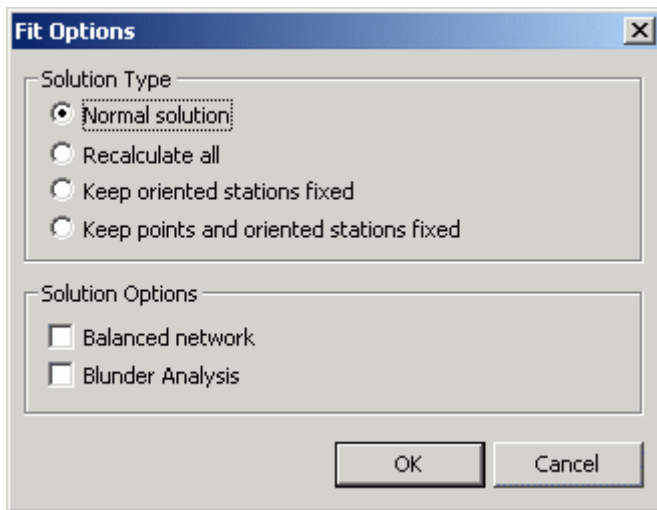 Fit Options
Solution Type
Normal solution
Recalculate all
Keep oriented stations fixed
Keep points and oriented stations fixed
Solution Options
Balanced network
Blunder Analysis
OK Cancel